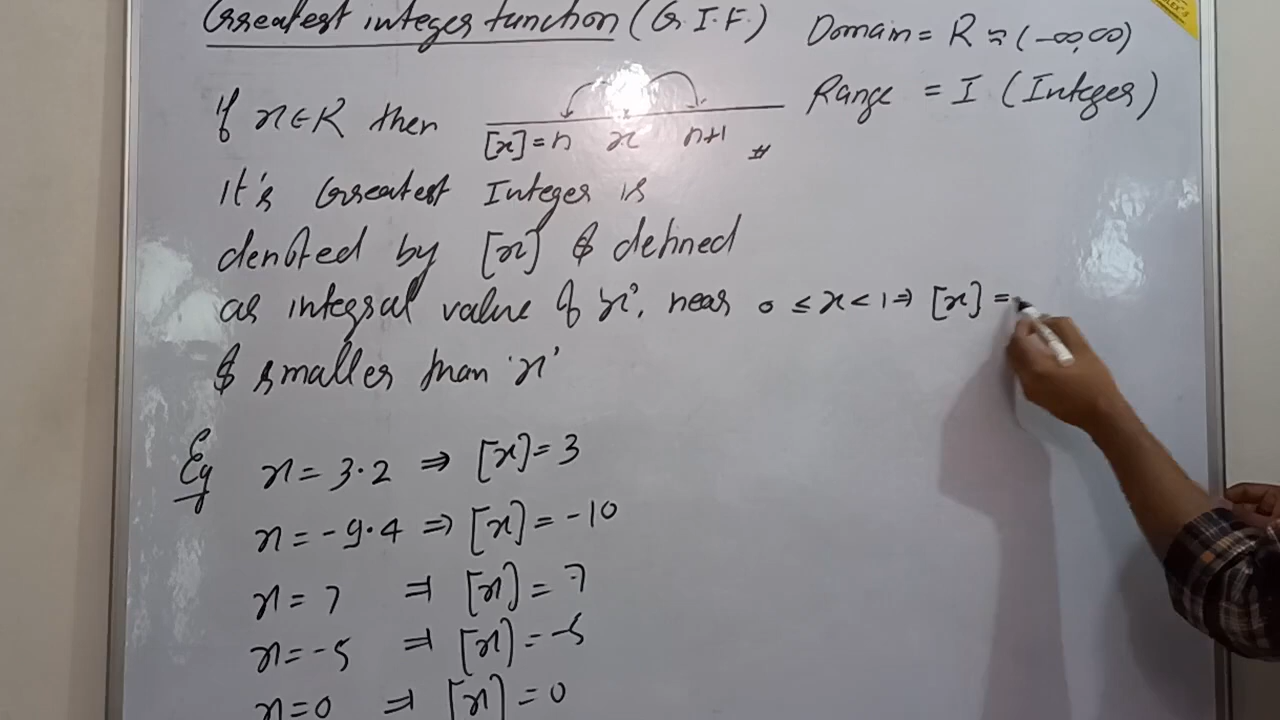 Greatest integer function (G.I.F) Domain = R ≈ (-∞,∞)
Range = I (Integer)
If x∈R then
[x]=n x n+1 #
It's Greatest Integer is
denoted by [x] & defined
as integral value of 'x', near 0 ≤ x < 1 ⇒ [x] =
& smaller than 'x'
Eg x = 3.2 ⇒ [x] = 3
x = -9.4 ⇒ [x] = -10
x = 7 ⇒ [x] = 7
x = -5 ⇒ [x] = -5
x = 0 ⇒ [x] = 0